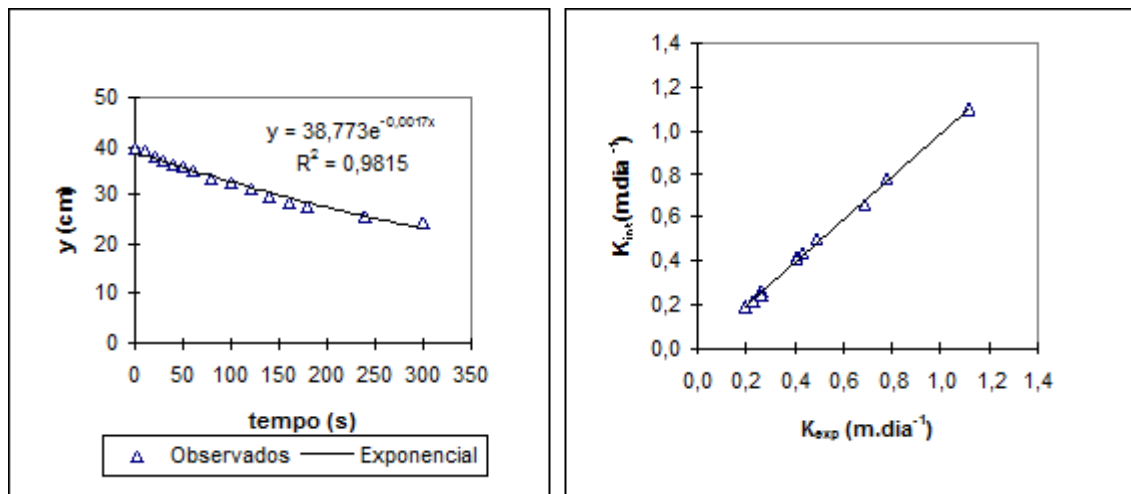 50
40
30
20
10
0
y (cm)
y = 38,773e^-0,0017x
R² = 0,9815
0 50 100 150 200 250 300 350
tempo (s)
Observados Exponencial
1,4
1,2
1,0
0,8
0,6
0,4
0,2
0,0
K_int (m.dia⁻¹)
0,0 0,2 0,4 0,6 0,8 1,0 1,2 1,4
K_exp (m.dia⁻¹)